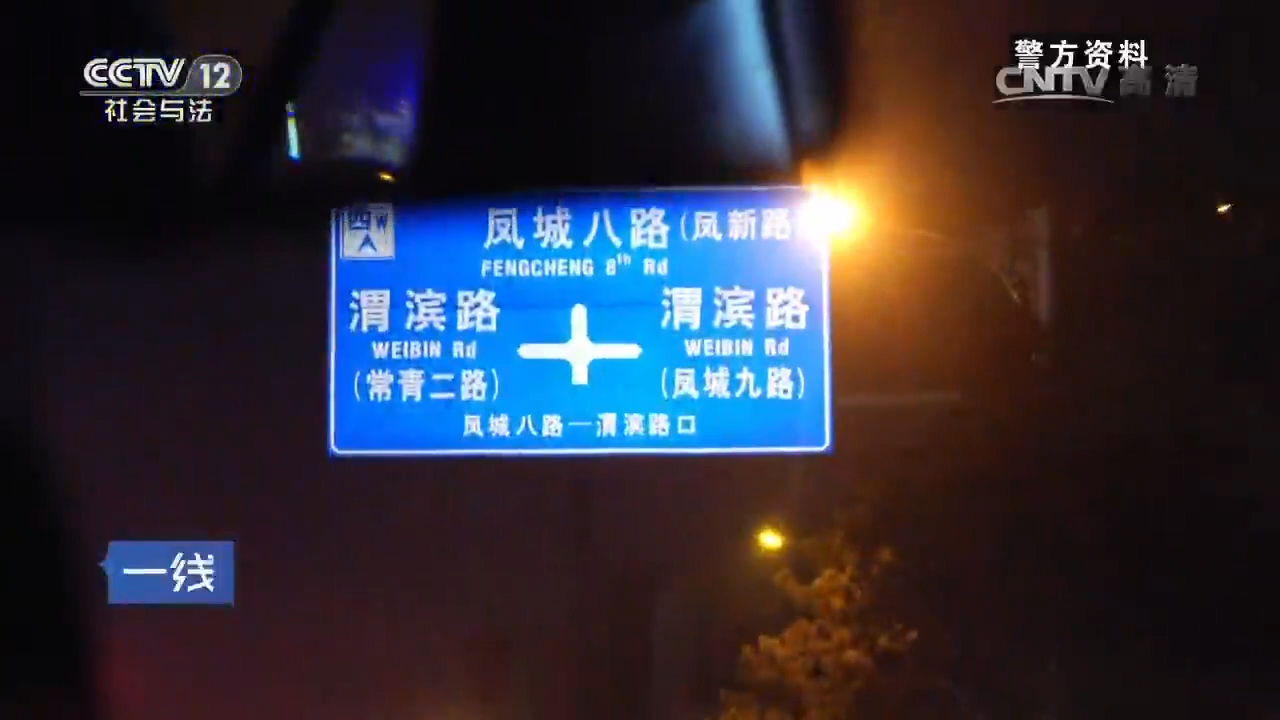 警方资料
CCTV 12
CNTV 高清
社会与法
四 W
人
凤城八路(凤新路
FENGCHENG 8th Rd
渭滨路
渭滨路
WEIBIN Rd
WEIBIN Rd
(常青二路)
(凤城九路)
凤城八路一渭滨路口
一线